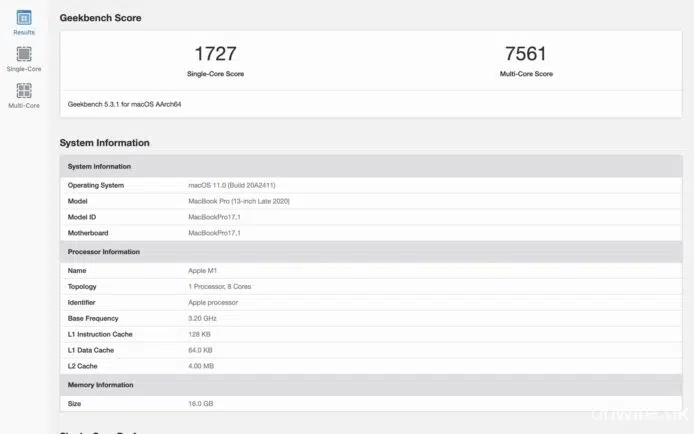 Geekbench Score
Results
1727
7561
Single-Core Score
Multi-Core Score
Single-Core
Multi-Core
Geekbench 5.3.1 for macOS AArch64
System Information
System Information
Operating System macOS 11.0 (Build 20A2411)
Model MacBook Pro (13-inch Late 2020)
Model ID MacBookPro17,1
Motherboard MacBookPro17,1
Processor Information
Name Apple M1
Topology 1 Processor, 8 Cores
Identifier Apple processor
Base Frequency 3.20 GHz
L1 Instruction Cache 128 KB
L1 Data Cache 64.0 KB
L2 Cache 4.00 MB
Memory Information
Size 16.0 GB